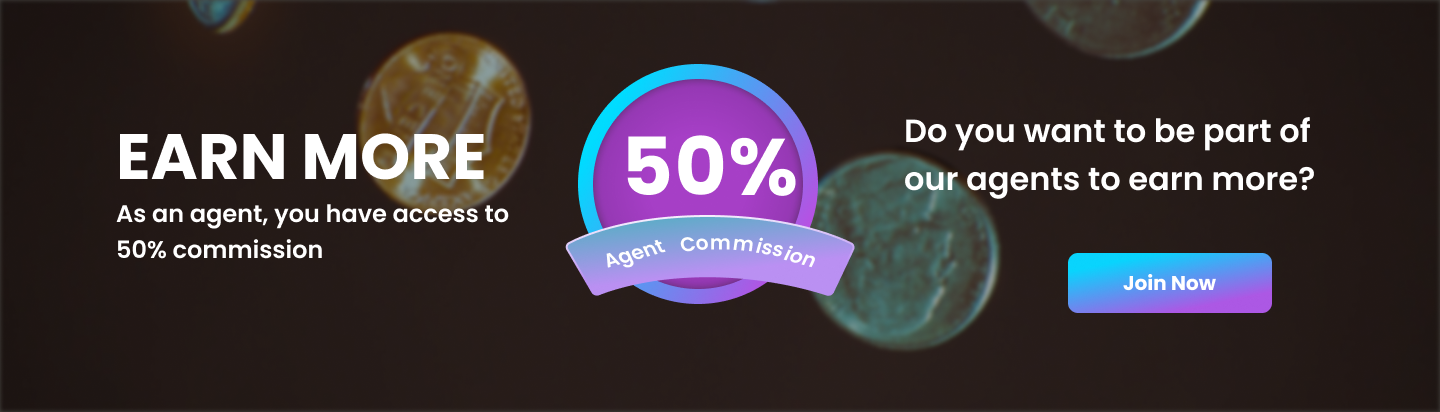 EARN MORE
As an agent, you have access to
50% commission
50%
Agent Commission
Do you want to be part of
our agents to earn more?
Join Now